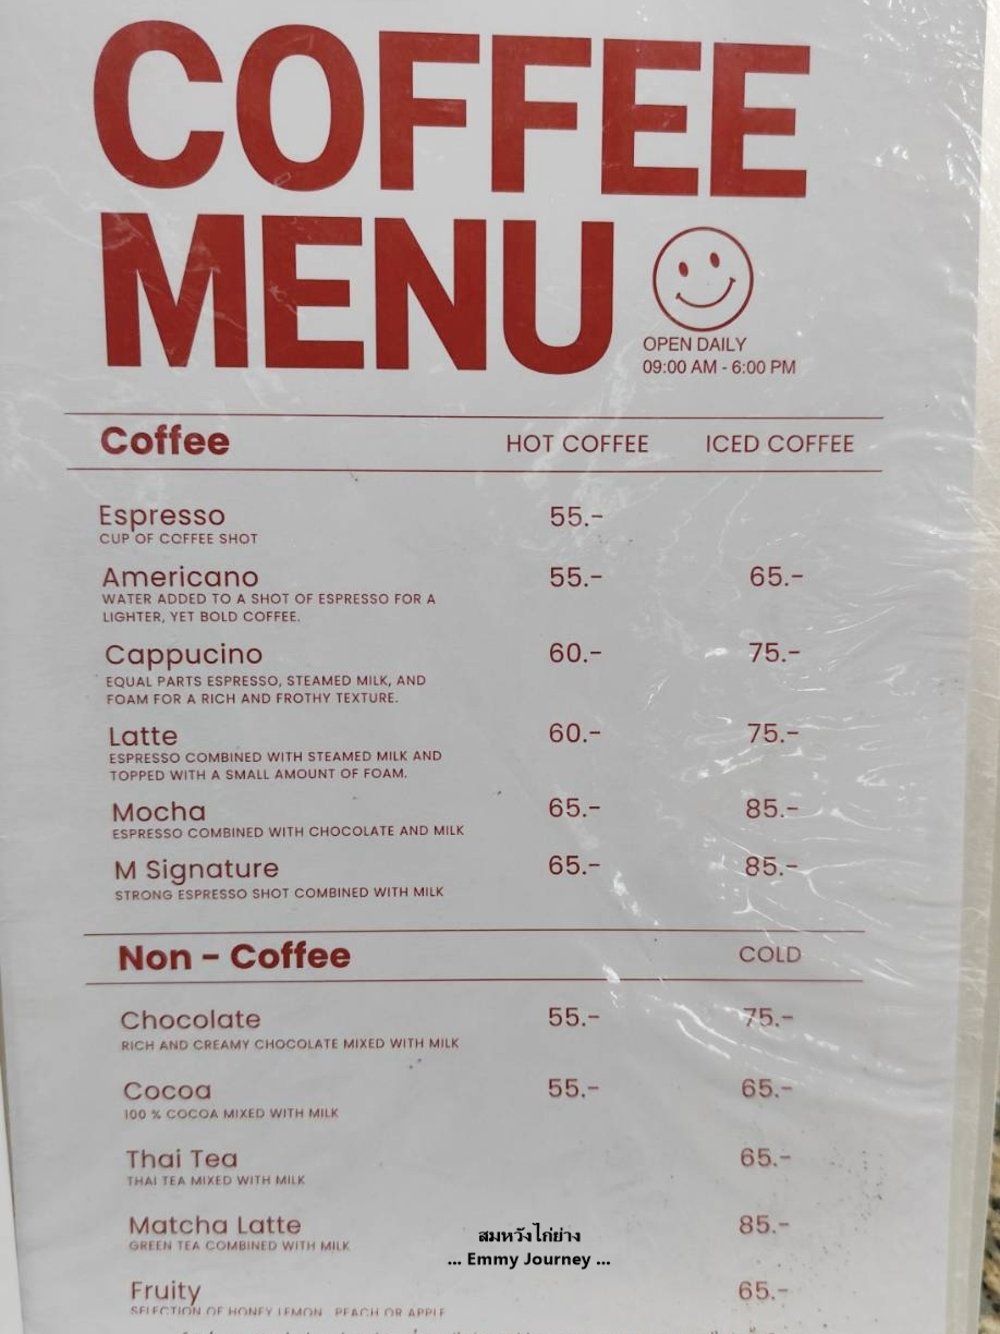 COFFEE
MENU
OPEN DAILY
09:00 AM - 6:00 PM
Coffee HOT COFFEE ICED COFFEE
Espresso 55.-
CUP OF COFFEE SHOT
Americano 55.- 65.-
WATER ADDED TO A SHOT OF ESPRESSO FOR A
LIGHTER, YET BOLD COFFEE.
Cappucino 60.- 75.-
EQUAL PARTS ESPRESSO, STEAMED MILK, AND
FOAM FOR A RICH AND FROTHY TEXTURE.
Latte 60.- 75.-
ESPRESSO COMBINED WITH STEAMED MILK AND
TOPPED WITH A SMALL AMOUNT OF FOAM.
Mocha 65.- 85.-
ESPRESSO COMBINED WITH CHOCOLATE AND MILK
M Signature 65.- 85.-
STRONG ESPRESSO SHOT COMBINED WITH MILK
Non - Coffee COLD
Chocolate 55.- 75.-
RICH AND CREAMY CHOCOLATE MIXED WITH MILK
Cocoa 55.- 65.-
100 % COCOA MIXED WITH MILK
Thai Tea 65.-
THAI TEA MIXED WITH MILK
Matcha Latte 85.-
GREEN TEA COMBINED WITH MILK
สมหวังไก่ย่าง
... Emmy Journey ...
Fruity 65.-
SELECTION OF HONEY LEMON , PEACH OR APPLE